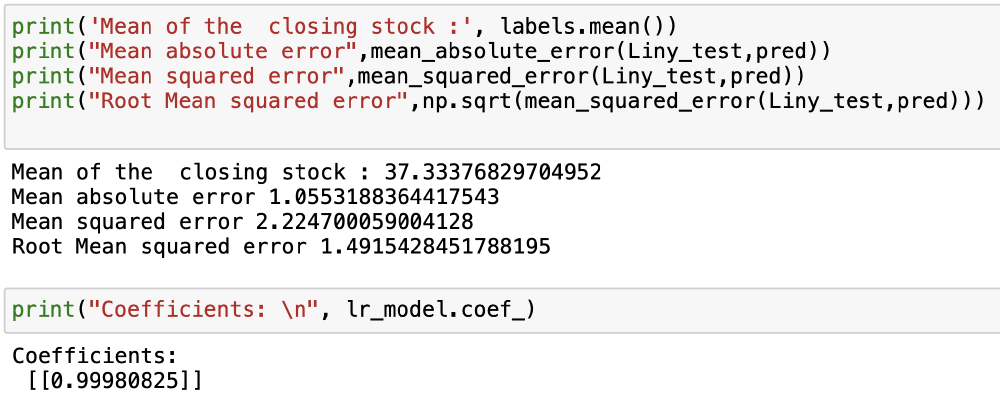 print('Mean of the  closing stock :', labels.mean())
print("Mean absolute error",mean_absolute_error(Liny_test,pred))
print("Mean squared error",mean_squared_error(Liny_test,pred))
print("Root Mean squared error",np.sqrt(mean_squared_error(Liny_test,pred)))
Mean of the  closing stock : 37.33376829704952
Mean absolute error 1.0553188364417543
Mean squared error 2.224700059004128
Root Mean squared error 1.4915428451788195
print("Coefficients: \n", lr_model.coef_)
Coefficients:
 [[0.99980825]]